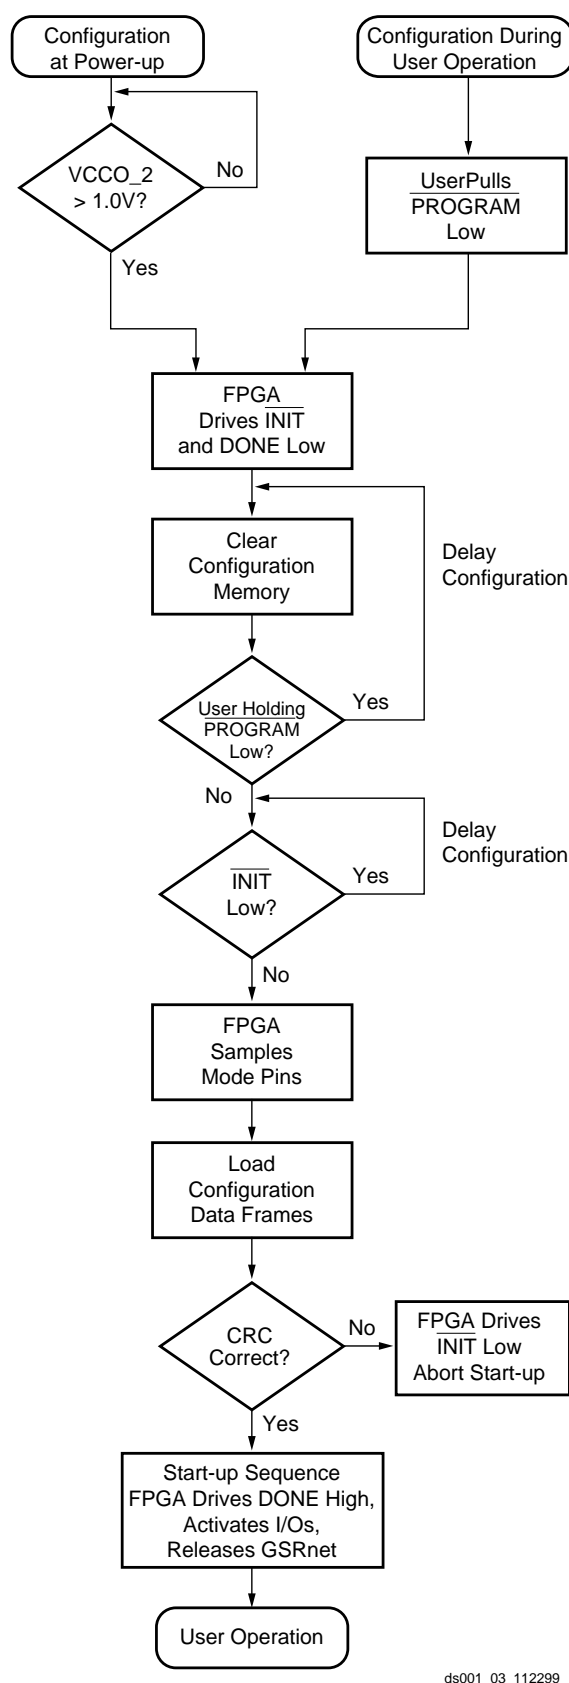 Configuration
at Power-up
Configuration During
User Operation
VCCO_2
> 1.0V?
No
Yes
UserPulls
PROGRAM
Low
FPGA
Drives INIT
and DONE Low
Clear
Configuration
Memory
Delay
Configuration
User Holding
PROGRAM
Low?
Yes
No
Delay
Configuration
INIT
Low?
Yes
No
FPGA
Samples
Mode Pins
Load
Configuration
Data Frames
CRC
Correct?
No
FPGA Drives
INIT Low
Abort Start-up
Yes
Start-up Sequence
FPGA Drives DONE High,
Activates I/Os,
Releases GSRnet
User Operation
ds001_03_112299